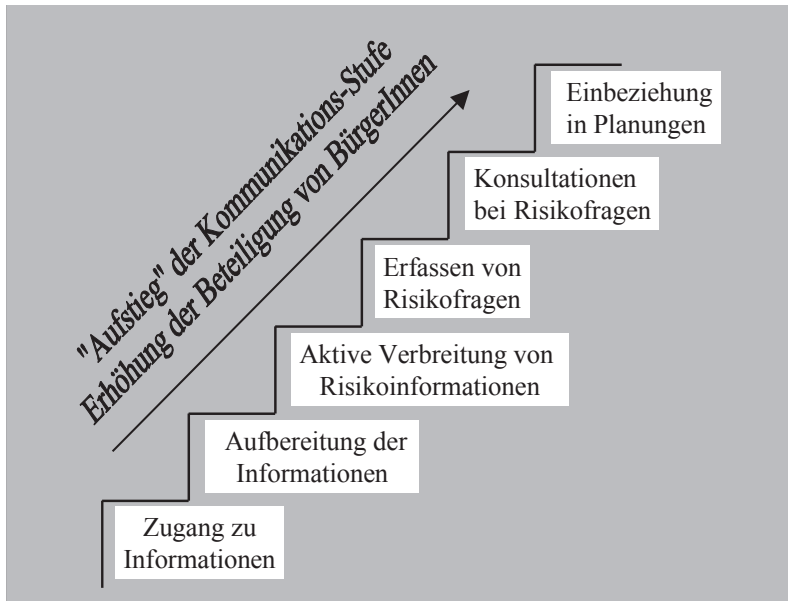 "Aufstieg" der Kommunikations-Stufe
Erhöhung der Beteiligung von BürgerInnen
Einbeziehung
in Planungen
Konsultationen
bei Risikofragen
Erfassen von
Risikofragen
Aktive Verbreitung von
Risikoinformationen
Aufbereitung der
Informationen
Zugang zu
Informationen